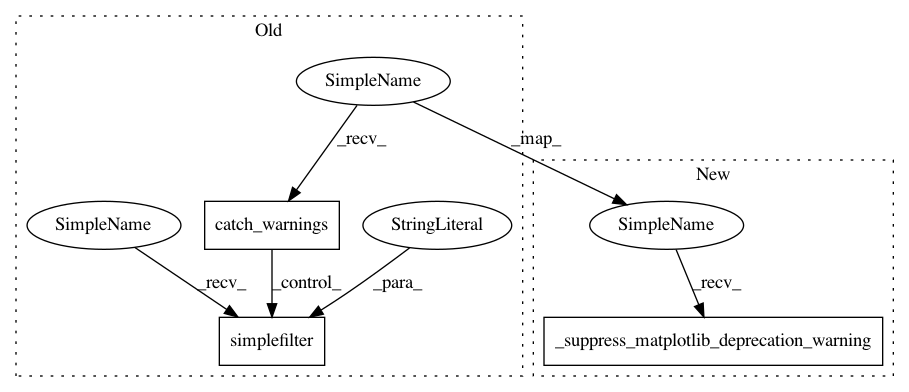 Old
SimpleName
_recv_
_map_
New
SimpleName
catch_warnings
StringLiteral
SimpleName
_recv_
_control_
_para_
_recv_
simplefilter
_suppress_matplotlib_deprecation_warning